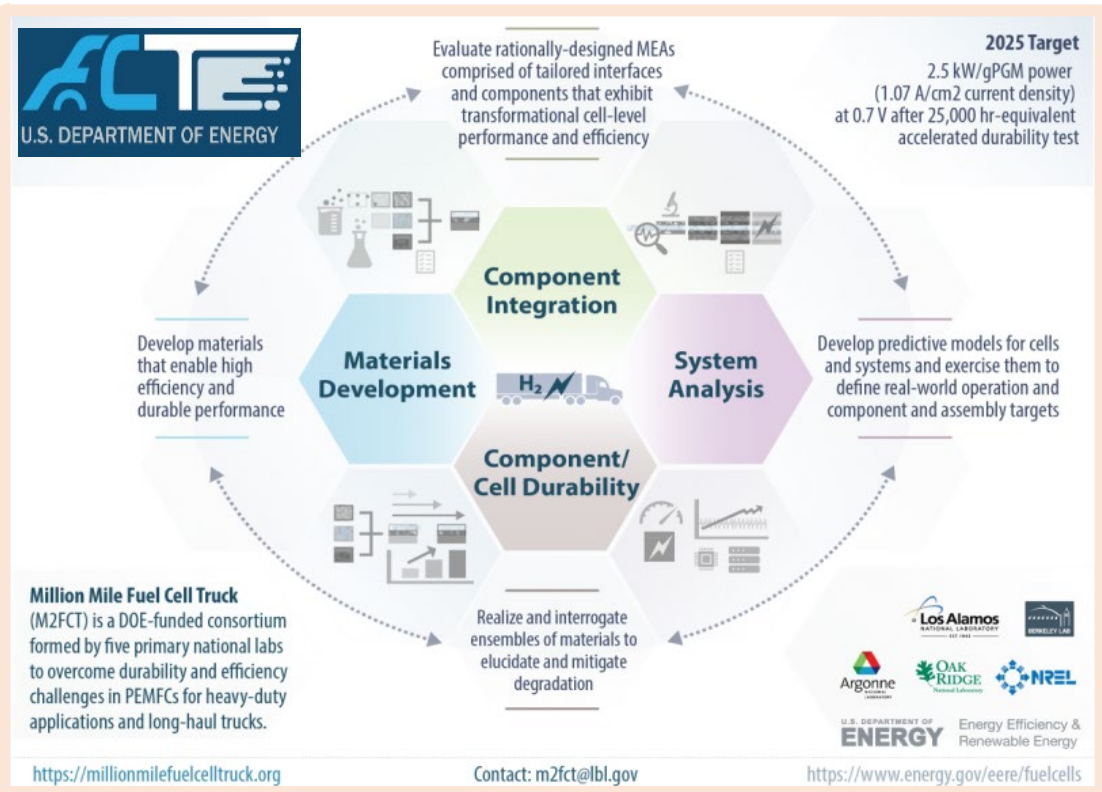 FCT
U.S. DEPARTMENT OF ENERGY
Evaluate rationally-designed MEAs
comprised of tailored interfaces
and components that exhibit
transformational cell-level
performance and efficiency
2025 Target
2.5 kW/gPGM power
(1.07 A/cm2 current density)
at 0.7 V after 25,000 hr-equivalent
accelerated durability test
Component
Integration
Develop materials
that enable high
efficiency and
durable performance
Materials
Development
H₂
System
Analysis
Develop predictive models for cells
and systems and exercise them to
define real-world operation and
component and assembly targets
Component/
Cell Durability
Million Mile Fuel Cell Truck
(M2FCT) is a DOE-funded consortium
formed by five primary national labs
to overcome durability and efficiency
challenges in PEMFCs for heavy-duty
applications and long-haul trucks.
Realize and interrogate
ensembles of materials to
elucidate and mitigate
degradation
Los Alamos
NATIONAL LABORATORY
EST. 1943
BERKELEY LAB
Argonne
NATIONAL
LABORATORY
OAK
RIDGE
National Laboratory
NREL
U.S. DEPARTMENT OF
ENERGY
Energy Efficiency &
Renewable Energy
https://millionmilefuelcelltruck.org
Contact: m2fct@lbl.gov
https://www.energy.gov/eere/fuelcells